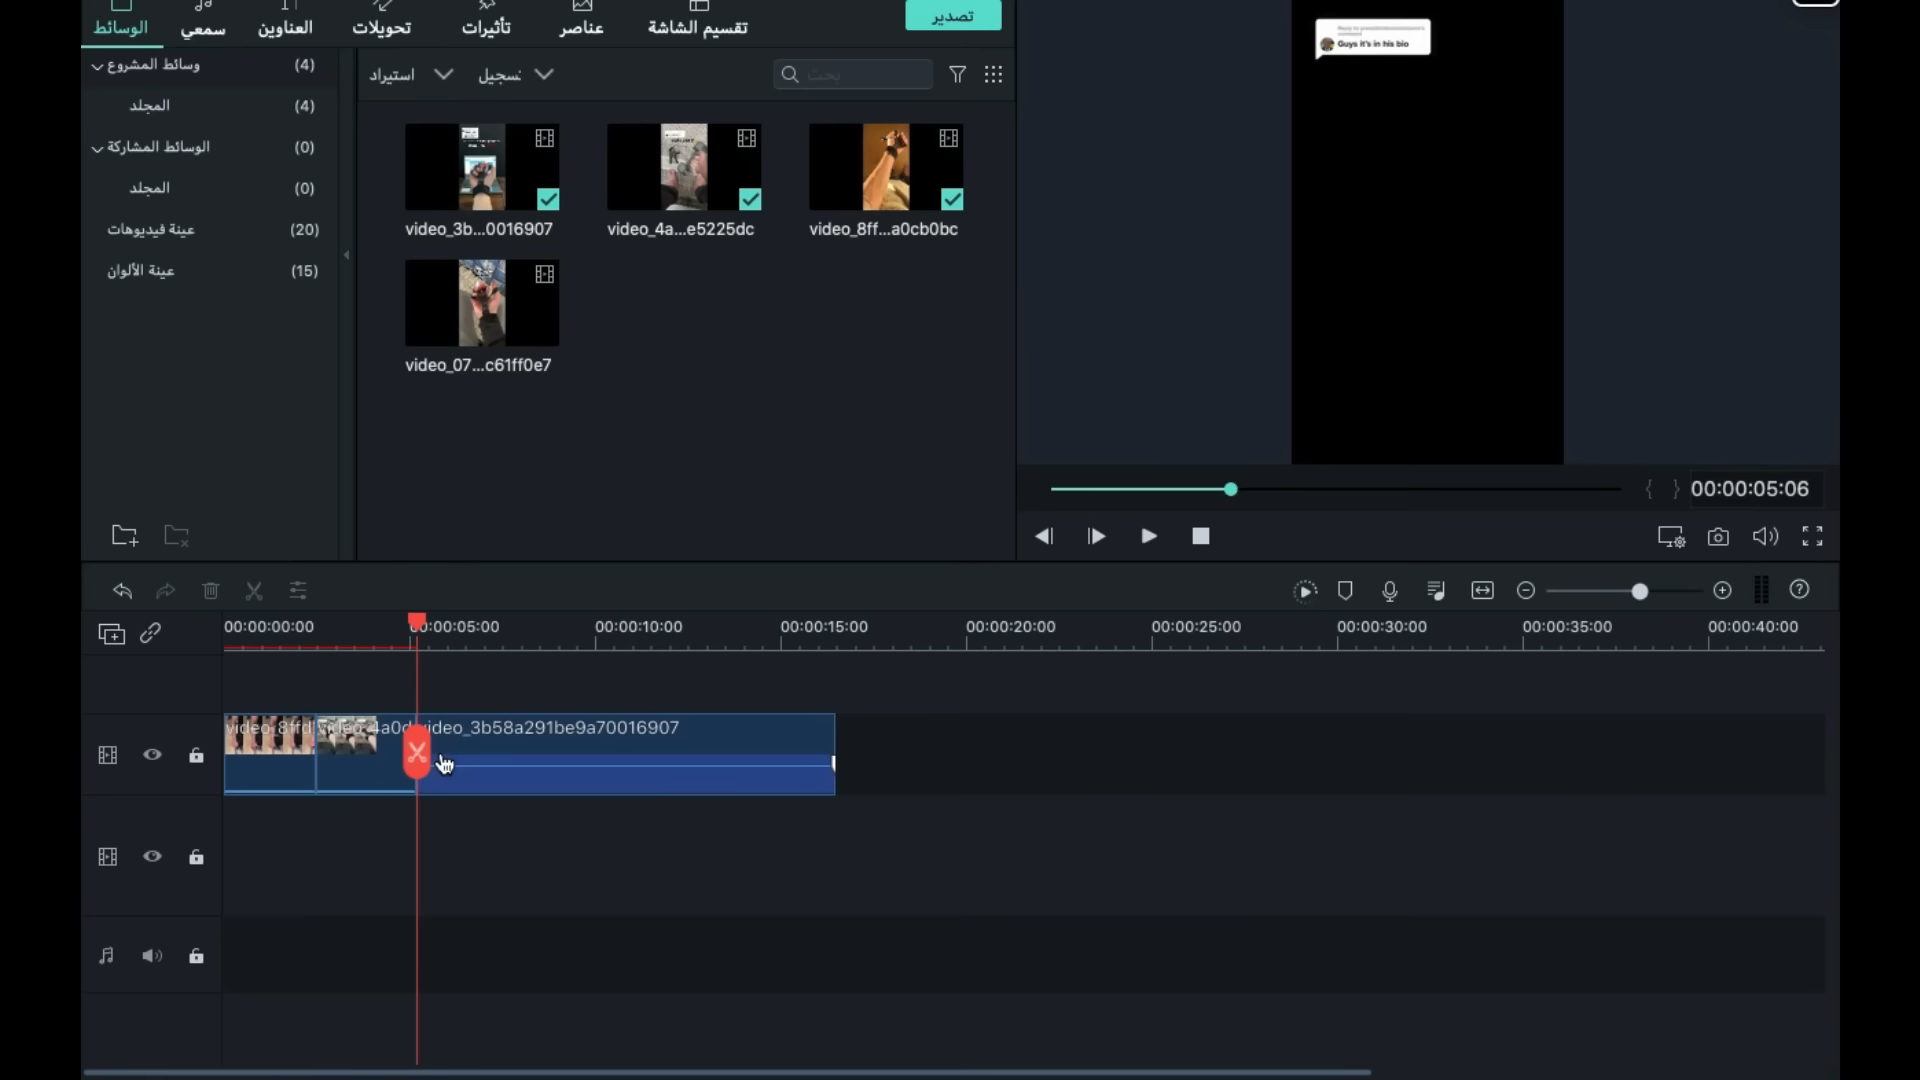 الوسائط
سمعي
العناوين
تحويلات
تأثيرات
عناصر
تقسيم الشاشة
تصدير
وسائط المشروع (4)
المجلد (4)
الوسائط المشاركة (0)
المجلد (0)
عينة فيديوهات (20)
عينة الألوان (15)
استيراد
تسجيل
بحث
video_3b...0016907
video_4a...e5225dc
video_8ff...a0cb0bc
video_07...c61ff0e7
Guys it's in his bio
{ }
00:00:05:06
00:00:00:00
00:00:05:00
00:00:10:00
00:00:15:00
00:00:20:00
00:00:25:00
00:00:30:00
00:00:35:00
00:00:40:00
video_8ffd
video_4a0d
video_3b58a291be9a70016907